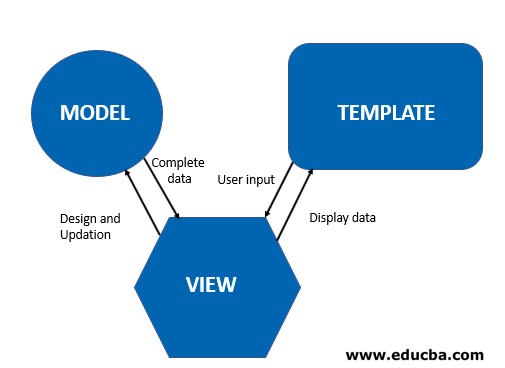 MODEL
TEMPLATE
Complete
data
User input
Design and
Updation
Display data
VIEW
www.educba.com